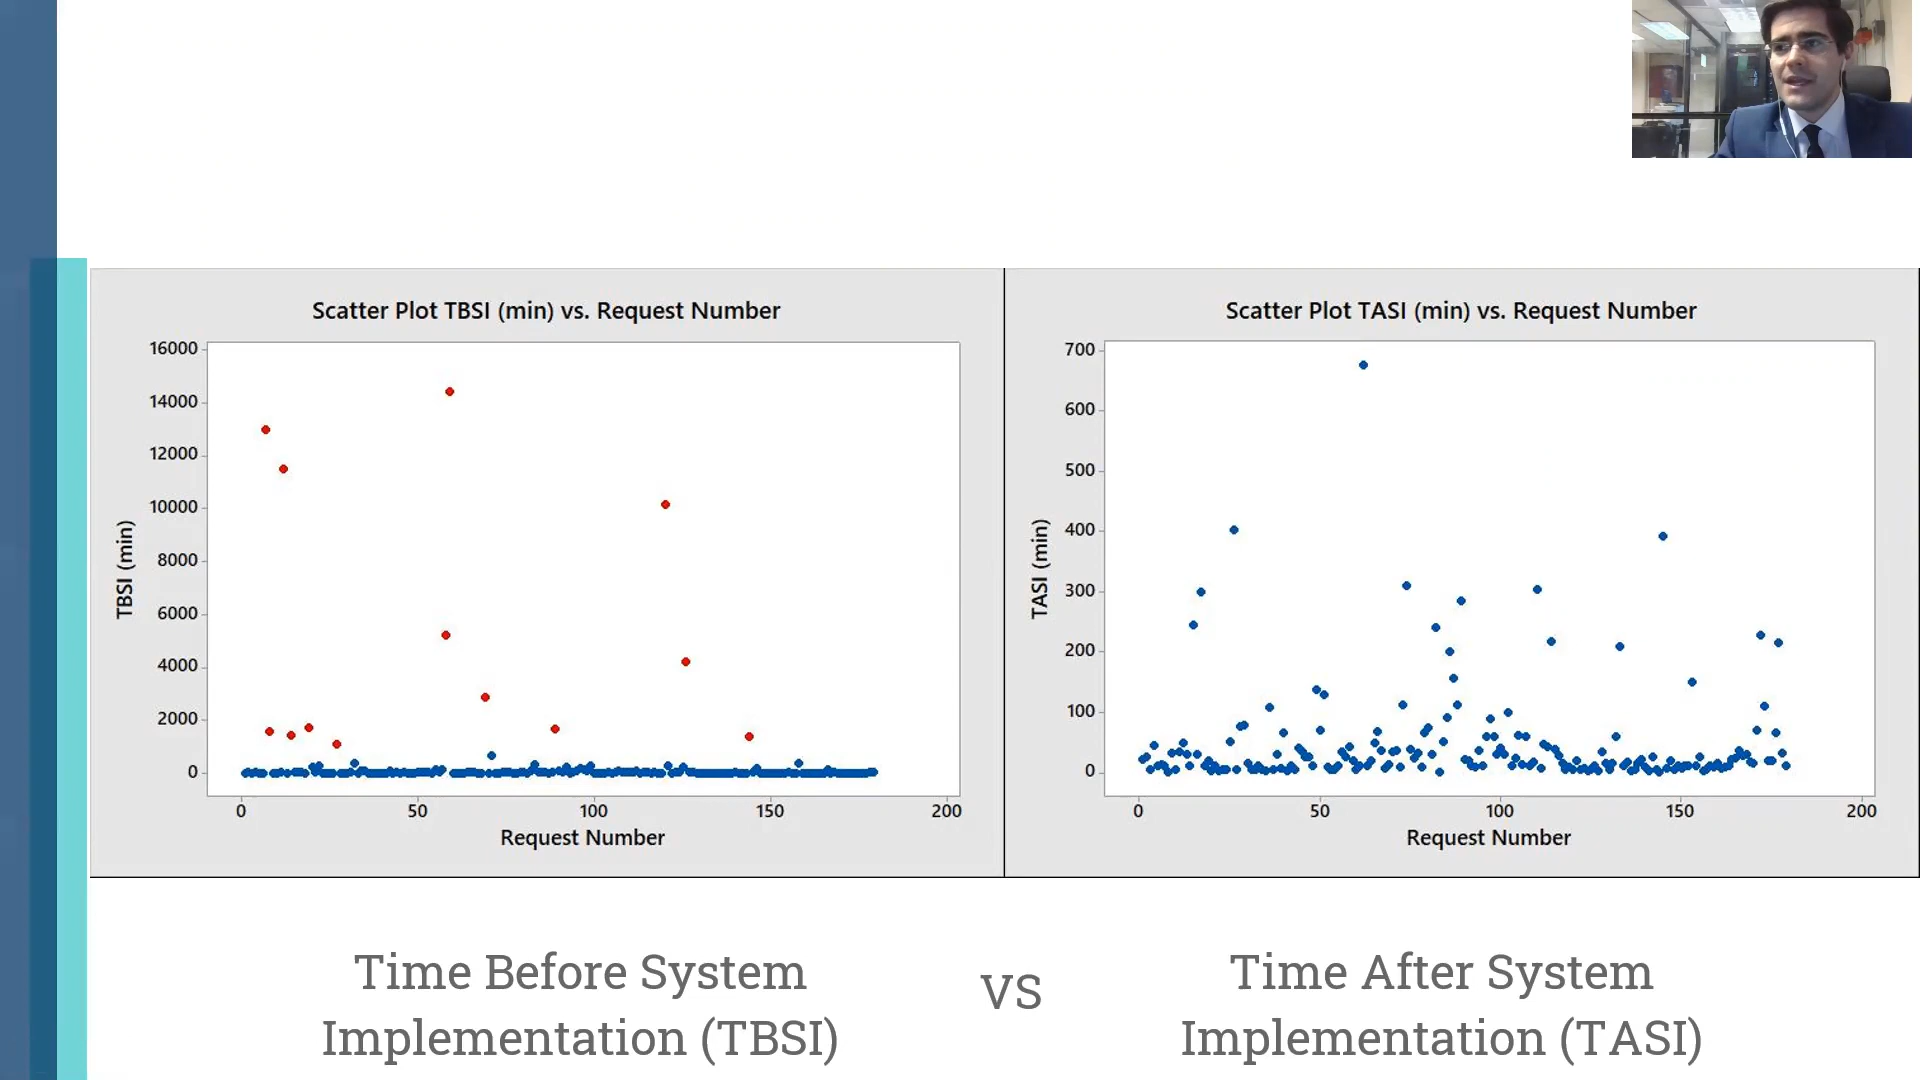 Scatter Plot TBSI (min) vs. Request Number
16000
14000
12000
10000
8000
6000
4000
2000
0
TBSI (min)
0 50 100 150 200
Request Number
Scatter Plot TASI (min) vs. Request Number
700
600
500
400
300
200
100
0
TASI (min)
0 50 100 150 200
Request Number
Time Before System
Implementation (TBSI)
VS
Time After System
Implementation (TASI)